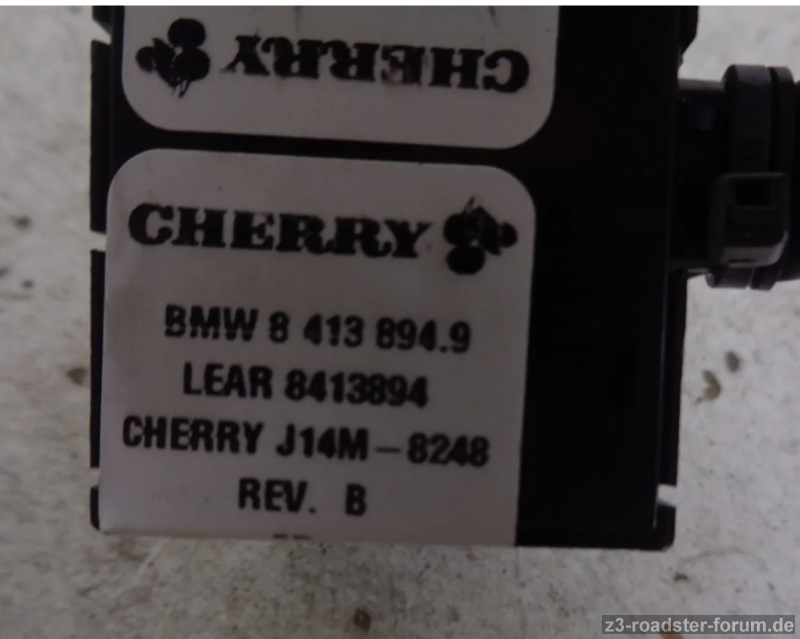 CHERRY
CHERRY
BMW 8 413 894.9
LEAR 8413894
CHERRY J14M-8248
REV. B
z3-roadster-forum.de